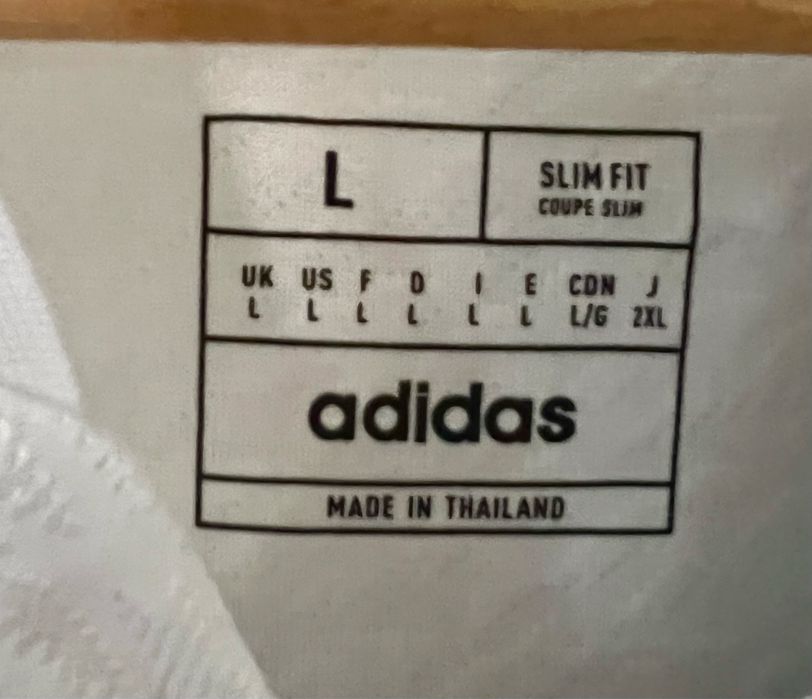 L
SLIM FIT
COUPE SLIM
UK US F D I E CDN J
L L L L L L L/G 2XL
adidas
MADE IN THAILAND